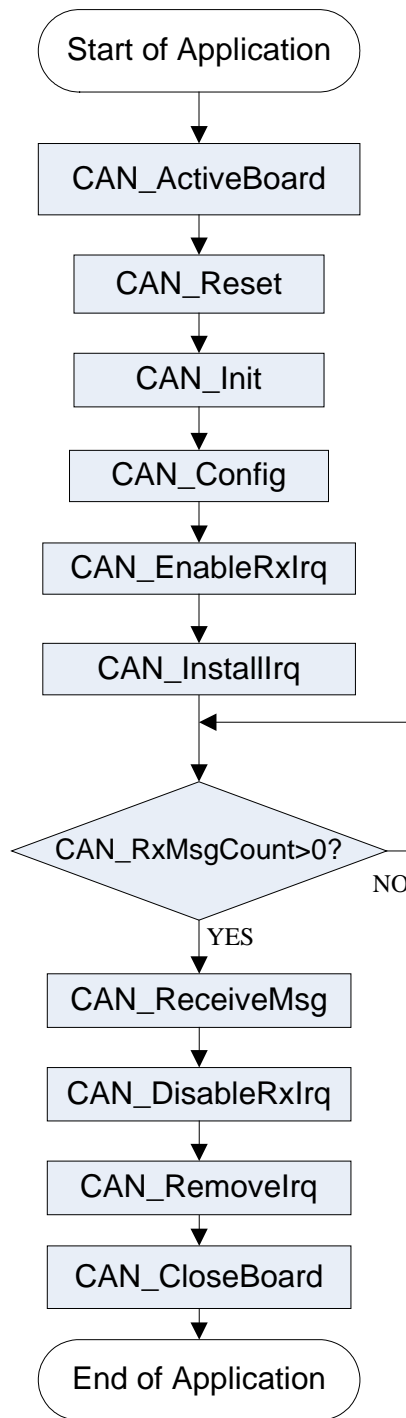 Start of Application
CAN_ActiveBoard
CAN_Reset
CAN_Init
CAN_Config
CAN_EnableRxIrq
CAN_InstallIrq
CAN_RxMsgCount>0?
NO
YES
CAN_ReceiveMsg
CAN_DisableRxIrq
CAN_RemoveIrq
CAN_CloseBoard
End of Application